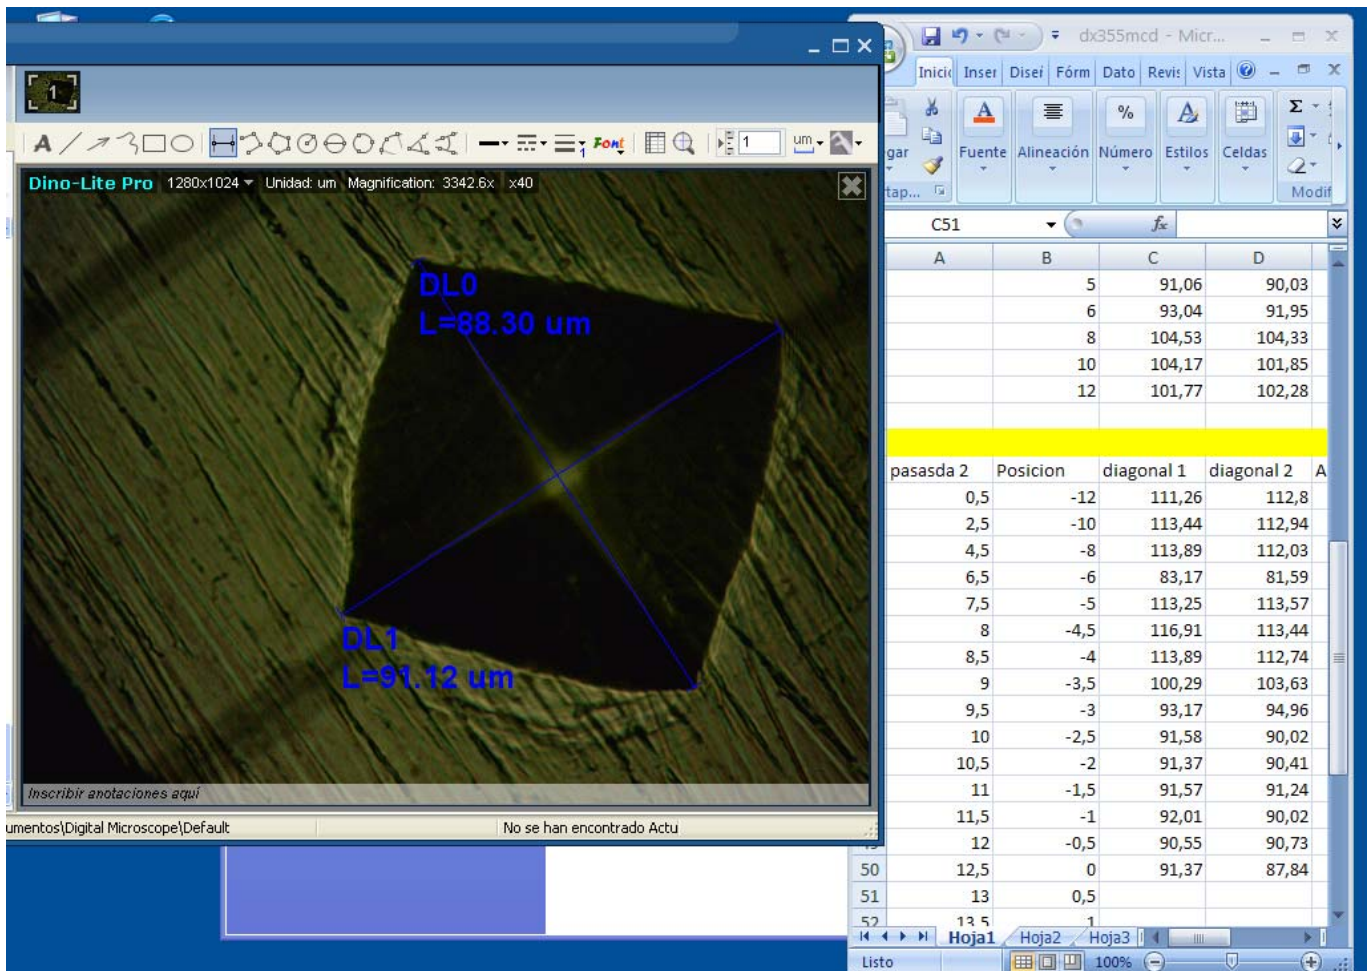 1
A Font 1 1 um
Dino-Lite Pro 1280x1024 Unidad: um Magnification: 3342.6x x40
DL0
L=88.30 um
DL1
L=91.12 um
Inscribir anotaciones aquí
umentos\Digital Microscope\Default No se han encontrado Actu
dx355mcd - Micr...
Inicio Inser Diseí Fórm Dato Revis Vista
gar Fuente Alineación Número Estilos Celdas
tap... Modif
C51 fx
A B C D
5 91,06 90,03
6 93,04 91,95
8 104,53 104,33
10 104,17 101,85
12 101,77 102,28
pasasda 2 Posicion diagonal 1 diagonal 2 A
0,5 -12 111,26 112,8
2,5 -10 113,44 112,94
4,5 -8 113,89 112,03
6,5 -6 83,17 81,59
7,5 -5 113,25 113,57
8 -4,5 116,91 113,44
8,5 -4 113,89 112,74
9 -3,5 100,29 103,63
9,5 -3 93,17 94,96
10 -2,5 91,58 90,02
10,5 -2 91,37 90,41
11 -1,5 91,57 91,24
11,5 -1 92,01 90,02
49 12 -0,5 90,55 90,73
50 12,5 0 91,37 87,84
51 13 0,5
52 13,5 1
Hoja1 Hoja2 Hoja3
Listo 100%